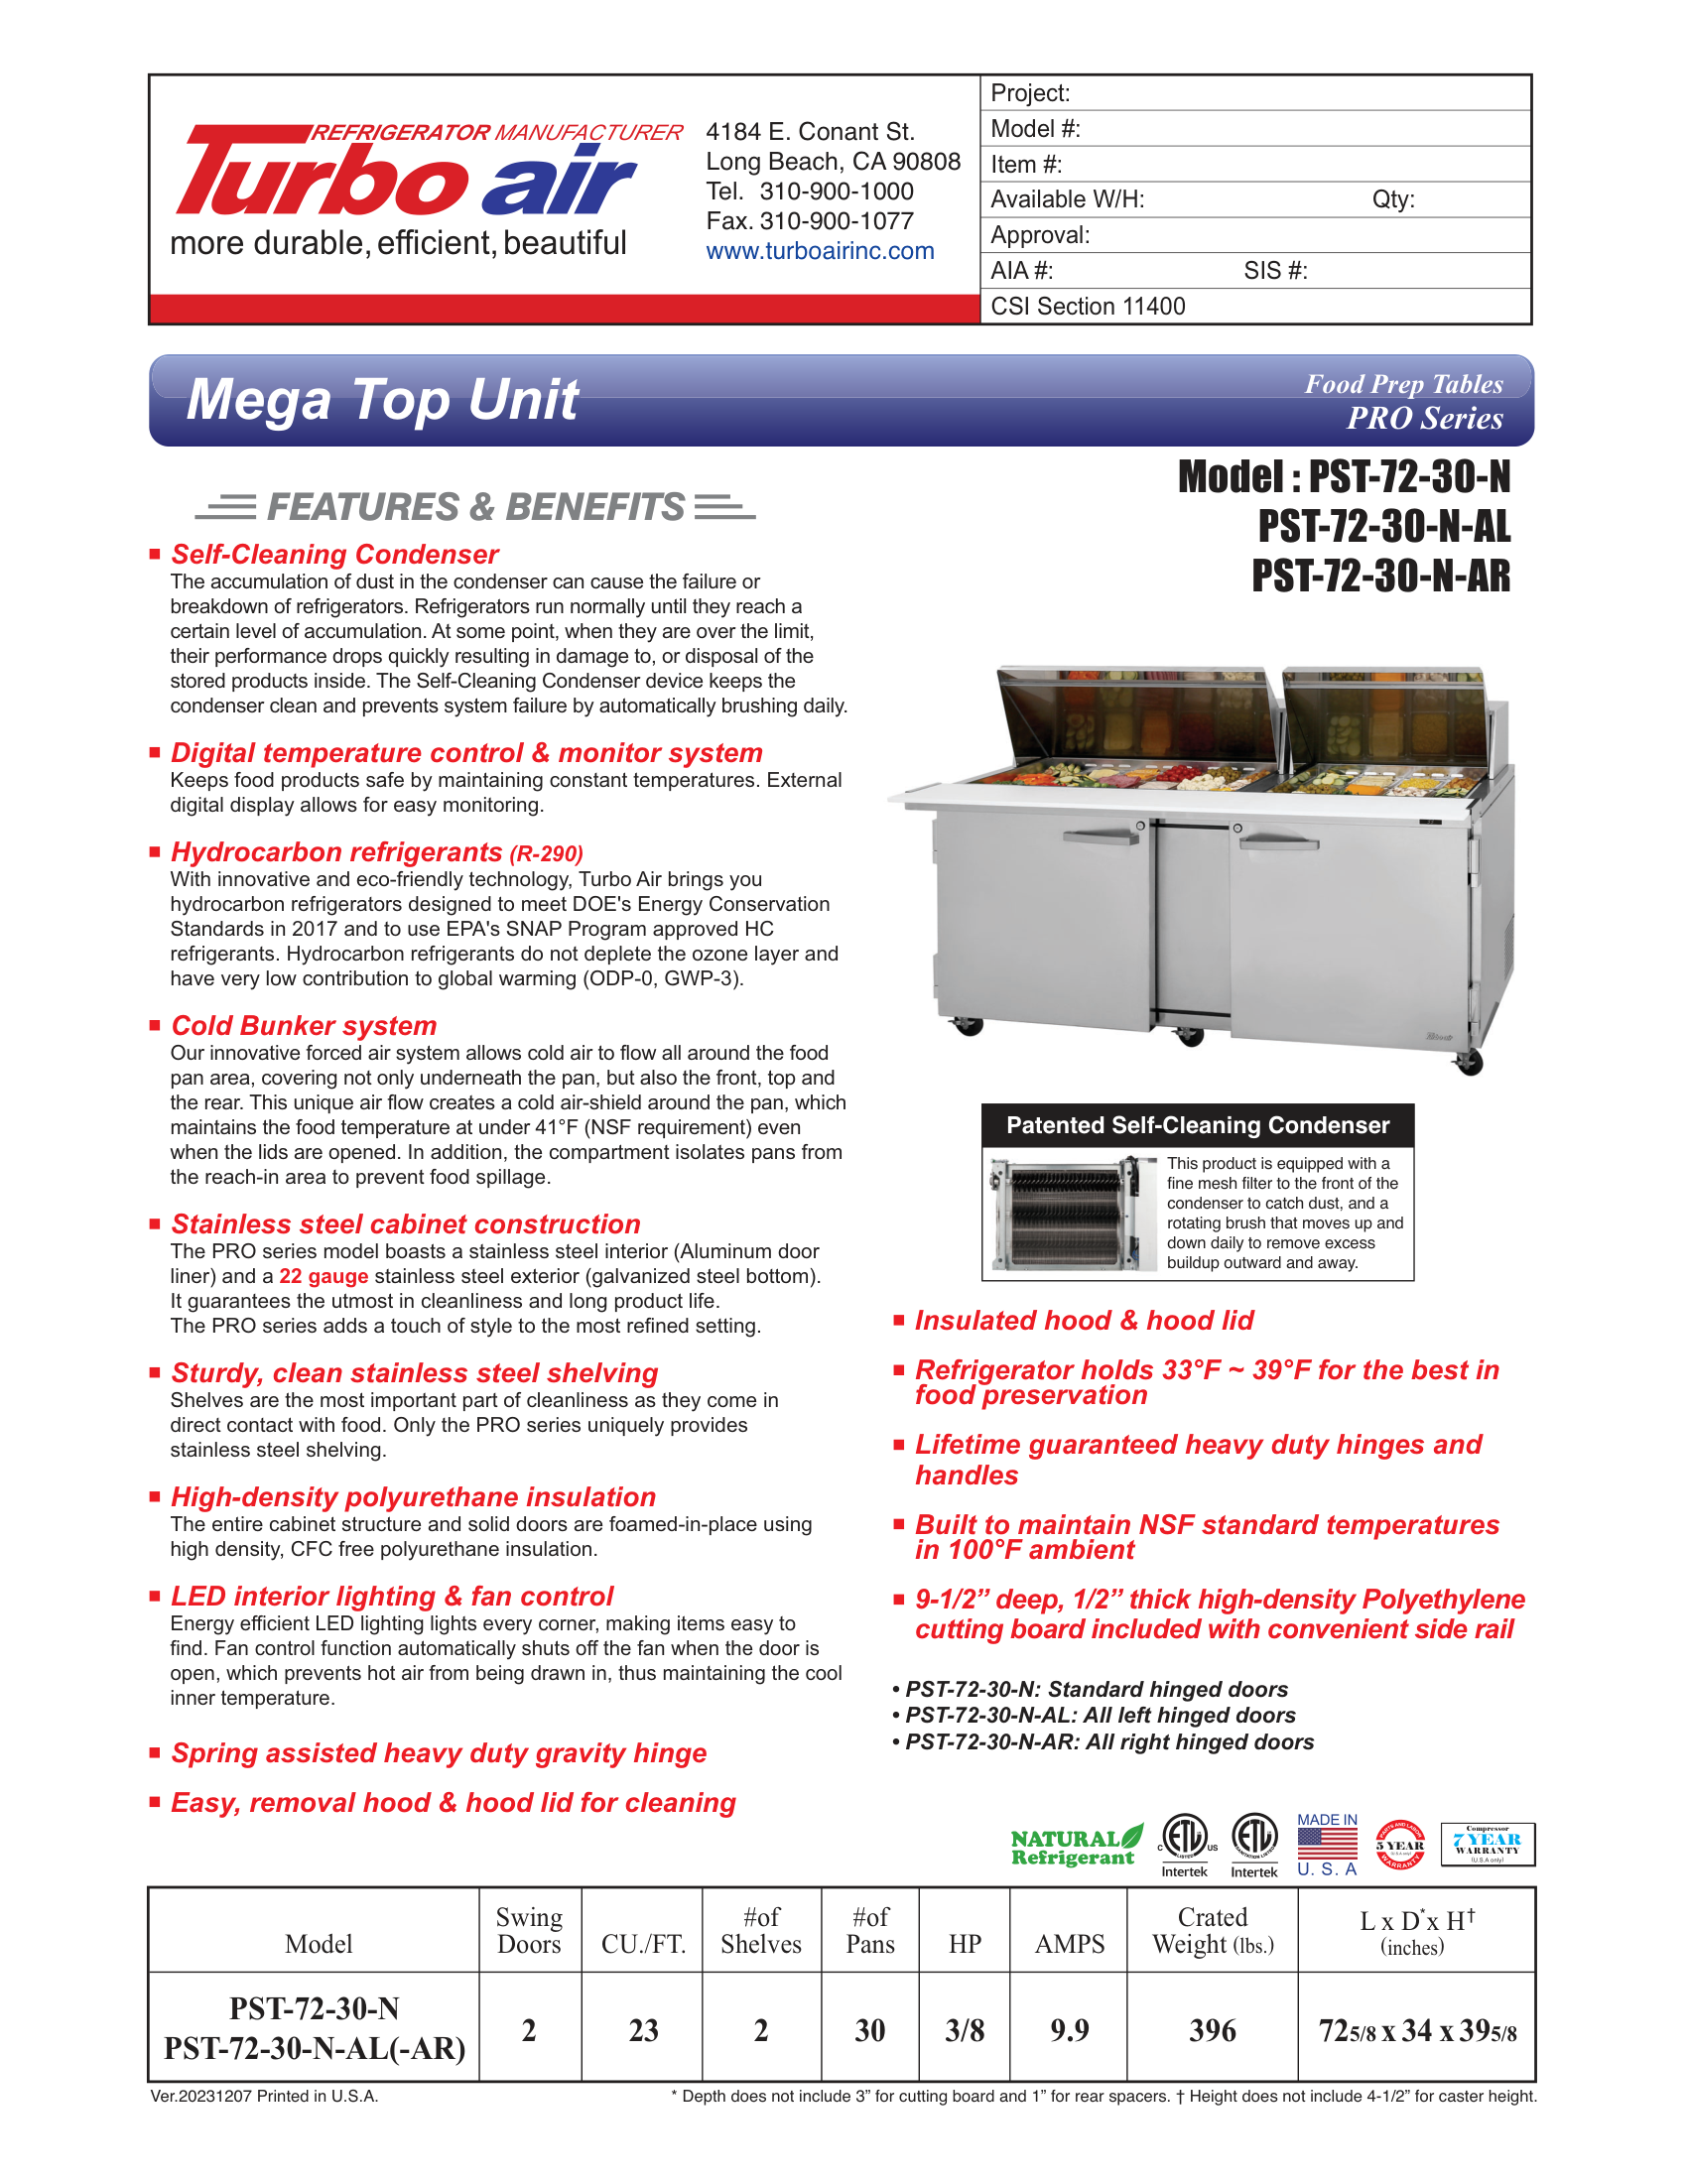 REFRIGERATOR MANUFACTURER
Turbo air
more durable, efficient, beautiful
4184 E. Conant St.
Long Beach, CA 90808
Tel. 310-900-1000
Fax. 310-900-1077
www.turboairinc.com
Project:
Model #:
Item #:
Available W/H: Qty:
Approval:
AIA #: SIS #:
CSI Section 11400
Mega Top Unit
Food Prep Tables
PRO Series
Model : PST-72-30-N
PST-72-30-N-AL
PST-72-30-N-AR
FEATURES & BENEFITS
Self-Cleaning Condenser
The accumulation of dust in the condenser can cause the failure or
breakdown of refrigerators. Refrigerators run normally until they reach a
certain level of accumulation. At some point, when they are over the limit,
their performance drops quickly resulting in damage to, or disposal of the
stored products inside. The Self-Cleaning Condenser device keeps the
condenser clean and prevents system failure by automatically brushing daily.
Digital temperature control & monitor system
Keeps food products safe by maintaining constant temperatures. External
digital display allows for easy monitoring.
Hydrocarbon refrigerants (R-290)
With innovative and eco-friendly technology, Turbo Air brings you
hydrocarbon refrigerators designed to meet DOE's Energy Conservation
Standards in 2017 and to use EPA's SNAP Program approved HC
refrigerants. Hydrocarbon refrigerants do not deplete the ozone layer and
have very low contribution to global warming (ODP-0, GWP-3).
Cold Bunker system
Our innovative forced air system allows cold air to flow all around the food
pan area, covering not only underneath the pan, but also the front, top and
the rear. This unique air flow creates a cold air-shield around the pan, which
maintains the food temperature at under 41°F (NSF requirement) even
when the lids are opened. In addition, the compartment isolates pans from
the reach-in area to prevent food spillage.
Stainless steel cabinet construction
The PRO series model boasts a stainless steel interior (Aluminum door
liner) and a 22 gauge stainless steel exterior (galvanized steel bottom).
It guarantees the utmost in cleanliness and long product life.
The PRO series adds a touch of style to the most refined setting.
Sturdy, clean stainless steel shelving
Shelves are the most important part of cleanliness as they come in
direct contact with food. Only the PRO series uniquely provides
stainless steel shelving.
High-density polyurethane insulation
The entire cabinet structure and solid doors are foamed-in-place using
high density, CFC free polyurethane insulation.
LED interior lighting & fan control
Energy efficient LED lighting lights every corner, making items easy to
find. Fan control function automatically shuts off the fan when the door is
open, which prevents hot air from being drawn in, thus maintaining the cool
inner temperature.
Spring assisted heavy duty gravity hinge
Easy, removal hood & hood lid for cleaning
Turbo air
Patented Self-Cleaning Condenser
This product is equipped with a
fine mesh filter to the front of the
condenser to catch dust, and a
rotating brush that moves up and
down daily to remove excess
buildup outward and away.
Insulated hood & hood lid
Refrigerator holds 33°F ~ 39°F for the best in
food preservation
Lifetime guaranteed heavy duty hinges and
handles
Built to maintain NSF standard temperatures
in 100°F ambient
9-1/2” deep, 1/2” thick high-density Polyethylene
cutting board included with convenient side rail
• PST-72-30-N: Standard hinged doors
• PST-72-30-N-AL: All left hinged doors
• PST-72-30-N-AR: All right hinged doors
NATURAL
Refrigerant
C ETL US LISTED
Intertek
ETL SANITATION LISTED
Intertek
MADE IN
U. S. A
PARTS AND LABOR
5 YEAR
(U.S.A only)
WARRANTY
Compressor
7 YEAR
WARRANTY
(U.S.A only)
Model Swing Doors CU./FT. #of Shelves #of Pans HP AMPS Crated Weight (lbs.) L x D* x H† (inches)
PST-72-30-N
PST-72-30-N-AL(-AR) 2 23 2 30 3/8 9.9 396 725/8 x 34 x 395/8
Ver.20231207 Printed in U.S.A.
* Depth does not include 3” for cutting board and 1” for rear spacers. † Height does not include 4-1/2” for caster height.